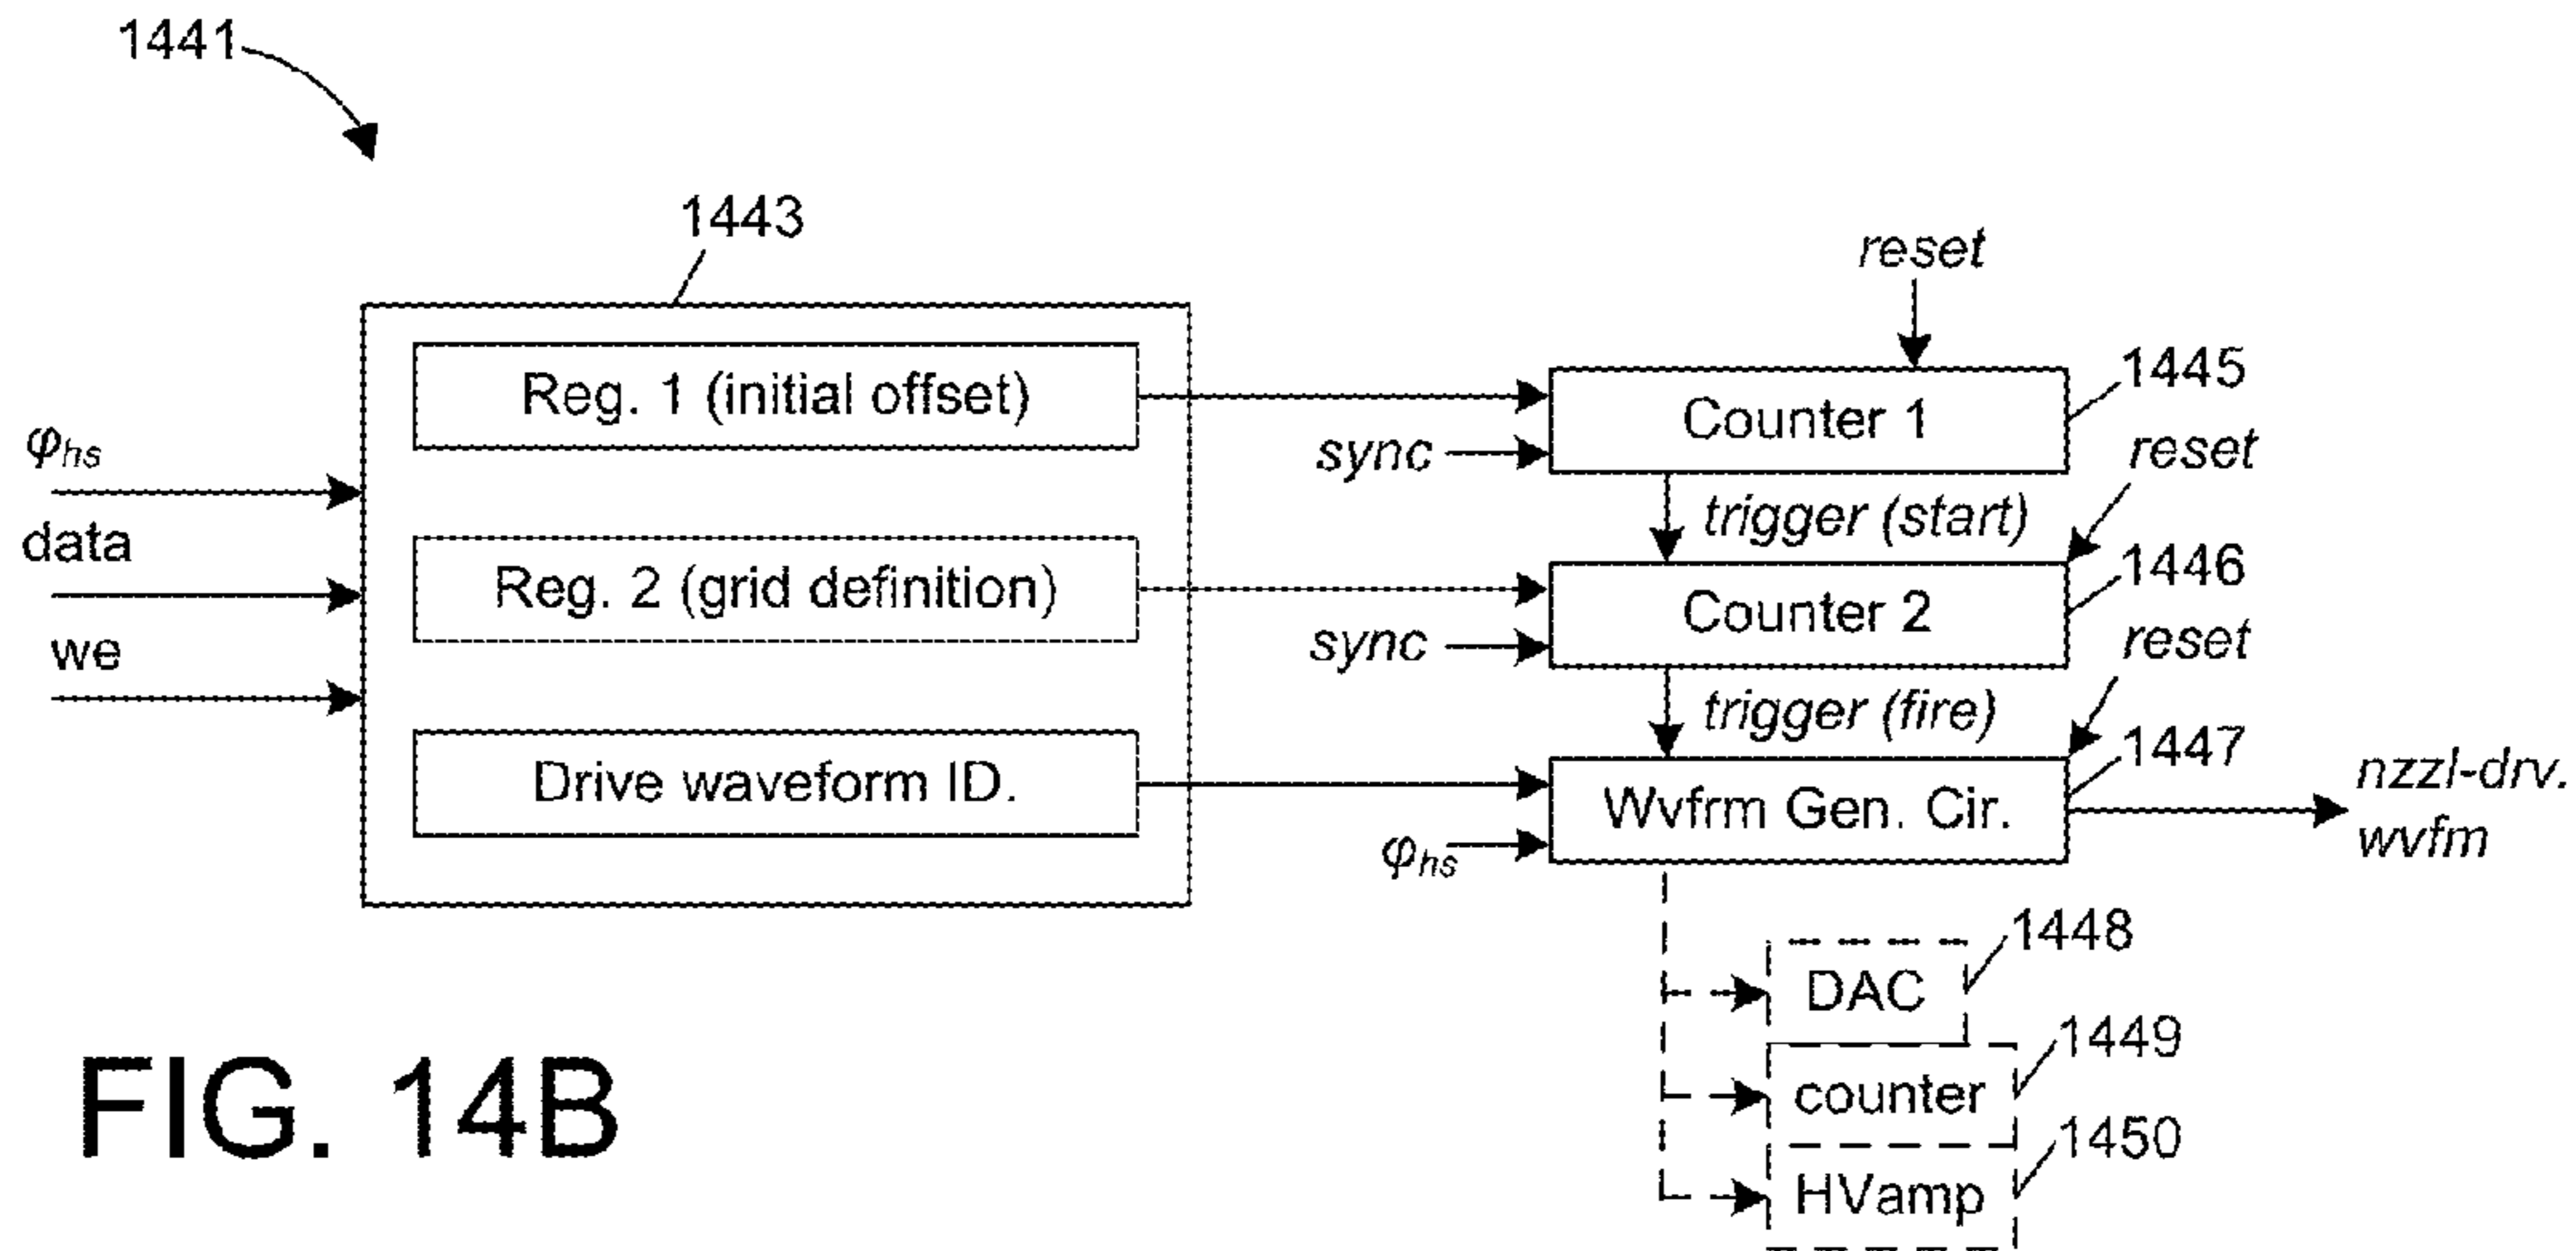 1441
1443
reset
Reg. 1 (initial offset)
Counter 1
1445
sync
reset
φhs
trigger (start)
data
Reg. 2 (grid definition)
Counter 2
1446
sync
reset
we
trigger (fire)
Drive waveform ID.
Wvfrm Gen. Cir.
1447
nzzl-drv.
wvfm
φhs
DAC
1448
counter
1449
HVamp
1450
FIG. 14B